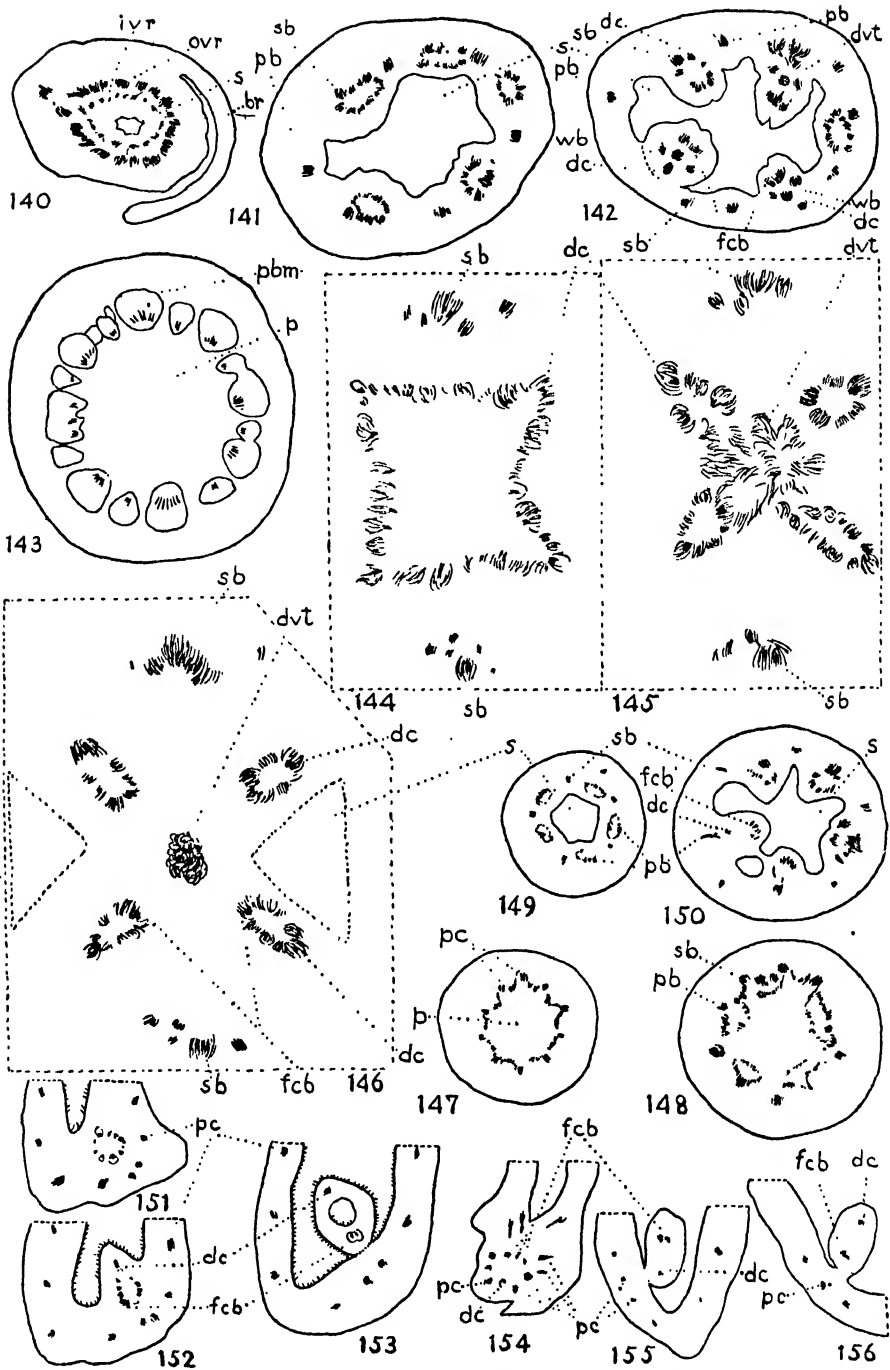 ivr
ovr
s
br
140
sb
pb
s
141
sb
dc
pb
pb
dvt
wb
dc
wb
dc
142
sb
fcb
dvt
pbm
p
143
sb
dc
144
sb
145
sb
sb
dvt
dc
s
dc
sb
fcb
146
sb
s
fcb
dc
pb
149
150
pc
p
147
sb
pb
148
pc
151
dc
fcb
152
153
fcb
pc
dc
pc
154
dc
pc
155
fcb
dc
pc
156